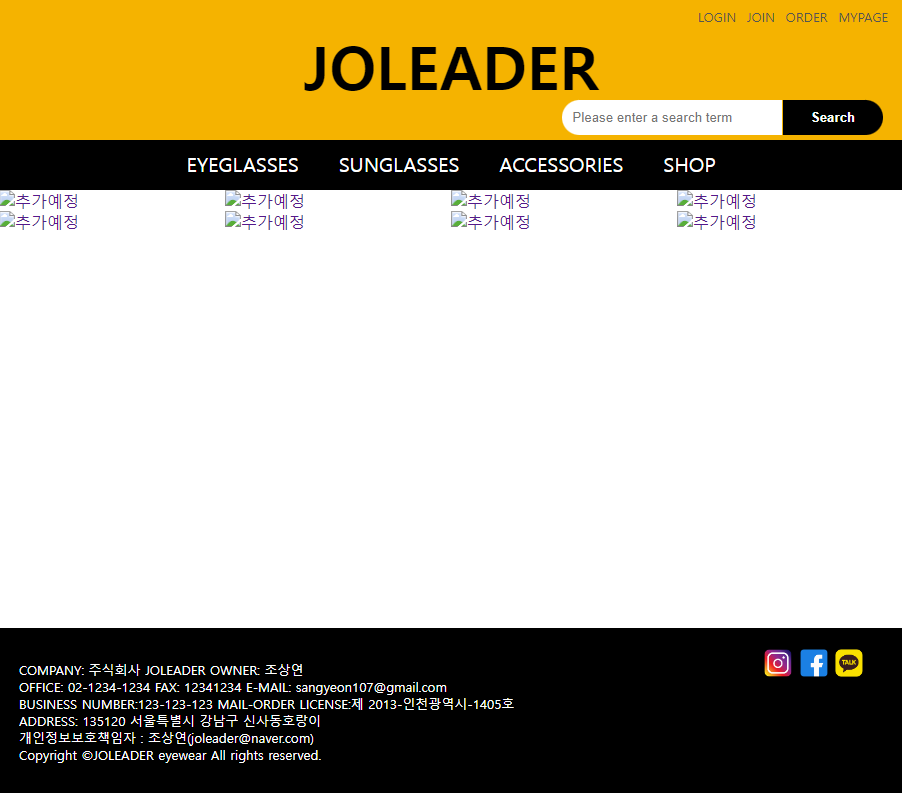 LOGIN JOIN ORDER MYPAGE
JOLEADER
Please enter a search term Search
EYEGLASSES SUNGLASSES ACCESSORIES SHOP
추가예정 추가예정 추가예정 추가예정
추가예정 추가예정 추가예정 추가예정
COMPANY: 주식회사 JOLEADER OWNER: 조상연
OFFICE: 02-1234-1234 FAX: 12341234 E-MAIL: sangyeon107@gmail.com
BUSINESS NUMBER:123-123-123 MAIL-ORDER LICENSE:제 2013-인천광역시-1405호
ADDRESS: 135120 서울특별시 강남구 신사동호랑이
개인정보보호책임자 : 조상연(joleader@naver.com)
Copyright ©JOLEADER eyewear All rights reserved.
TALK